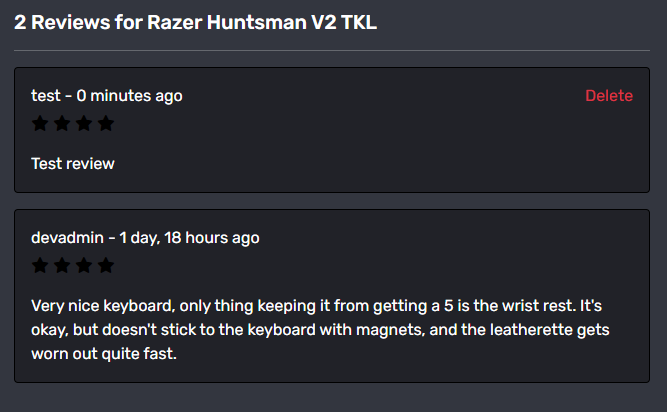 2 Reviews for Razer Huntsman V2 TKL
test - 0 minutes ago
Delete
Test review
devadmin - 1 day, 18 hours ago
Very nice keyboard, only thing keeping it from getting a 5 is the wrist rest. It's
okay, but doesn't stick to the keyboard with magnets, and the leatherette gets
worn out quite fast.